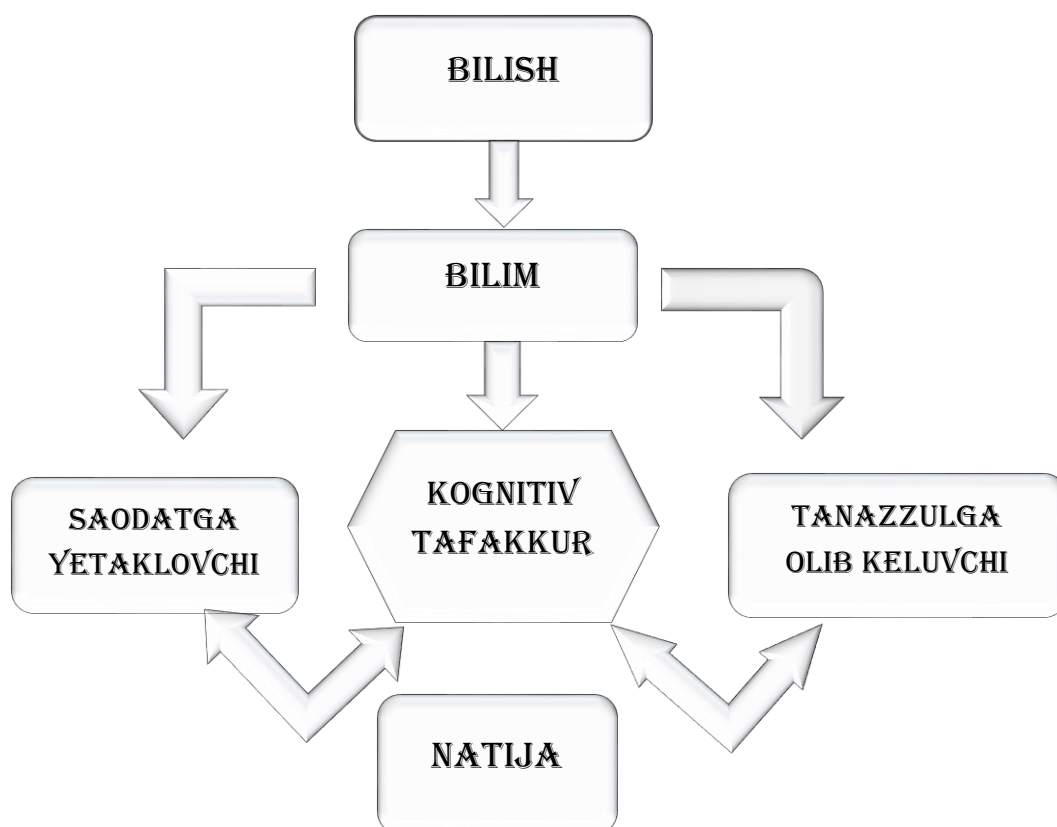 BILISH
BILIM
KOGNITIV
TAFAKKUR
SAODATGA
YETAKLOVCHI
TANAZZULGA
OLIB KELUVCHI
NATIJA